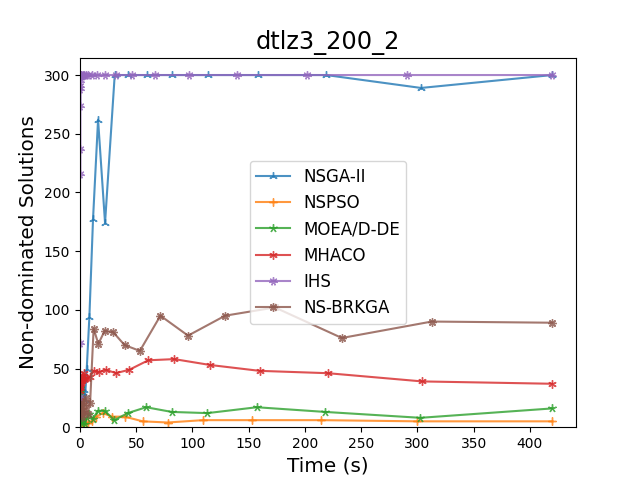 dtlz3_200_2
Non-dominated Solutions
300
250
200
150
100
50
0
NSGA-II
NSPSO
MOEA/D-DE
MHACO
IHS
NS-BRKGA
0 50 100 150 200 250 300 350 400
Time (s)